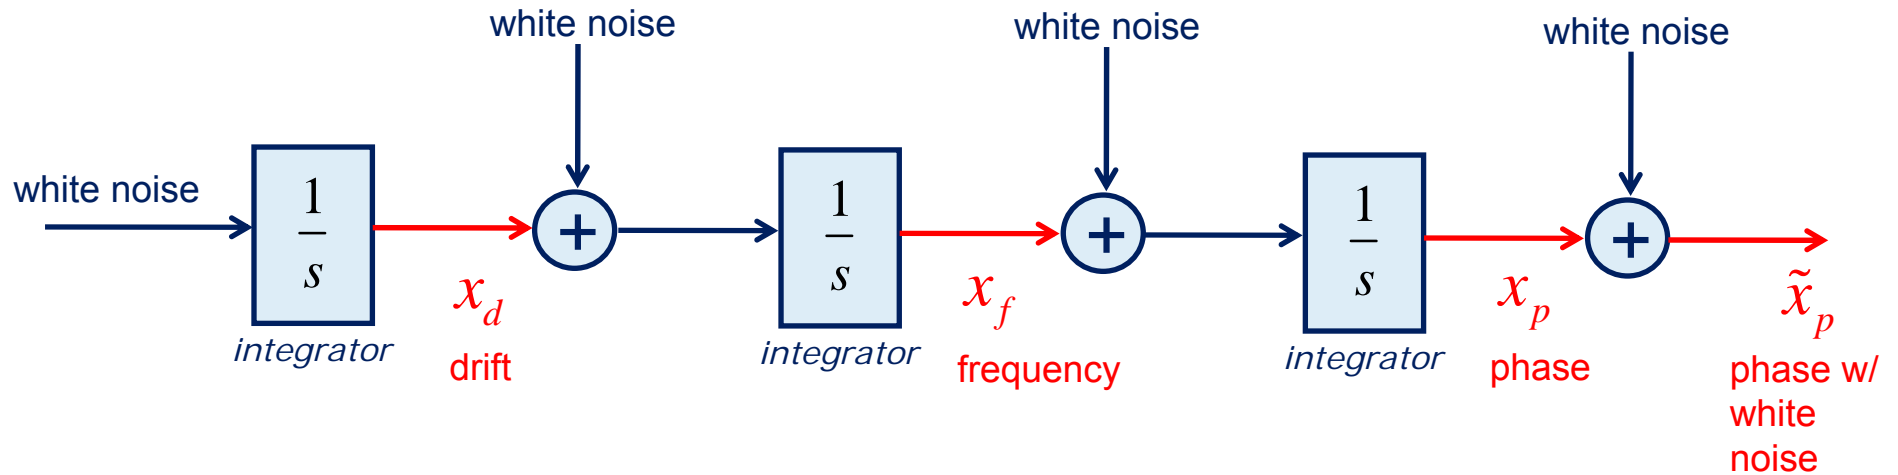 white noise
white noise
white noise
white noise
1
s
+
1
s
+
1
s
+
x_d
x_f
x_p
x̃_p
integrator
integrator
integrator
drift
frequency
phase
phase w/
white
noise